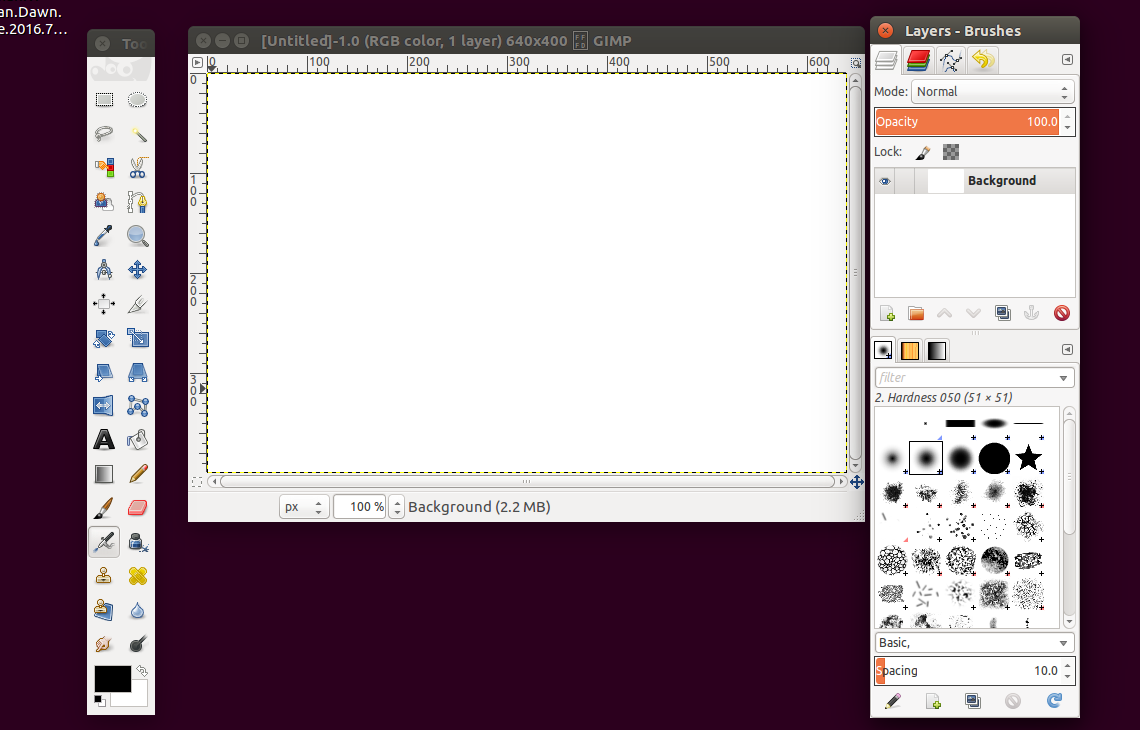 an.Dawn.
e.2016.7...
Too
[Untitled]-1.0 (RGB color, 1 layer) 640x400 GIMP
0 100 200 300 400 500 600
0
100
200
300
px 100 % Background (2.2 MB)
Layers - Brushes
Mode: Normal
Opacity 100.0
Lock:
Background
filter
2. Hardness 050 (51 × 51)
Basic,
Spacing 10.0